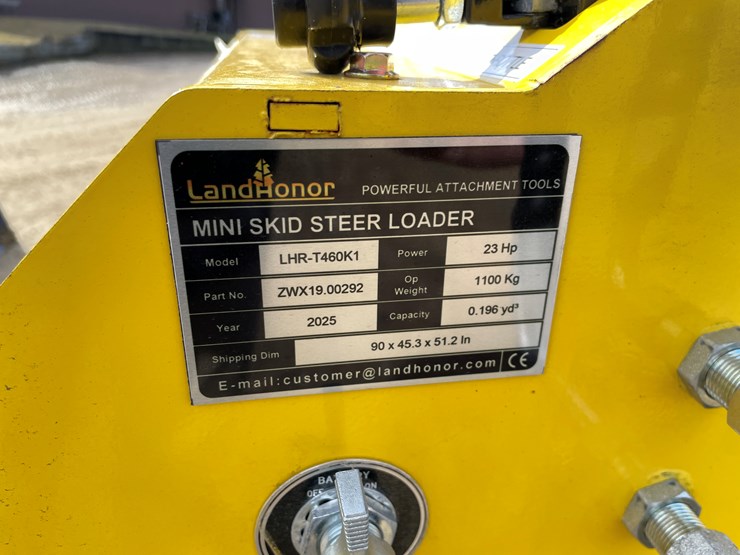 LandHonor POWERFUL ATTACHMENT TOOLS
MINI SKID STEER LOADER
Model LHR-T460K1 Power 23 Hp
Part No. ZWX19.00292 Op Weight 1100 Kg
Year 2025 Capacity 0.196 yd³
Shipping Dim 90 x 45.3 x 51.2 In
E-mail:customer@landhonor.com CE